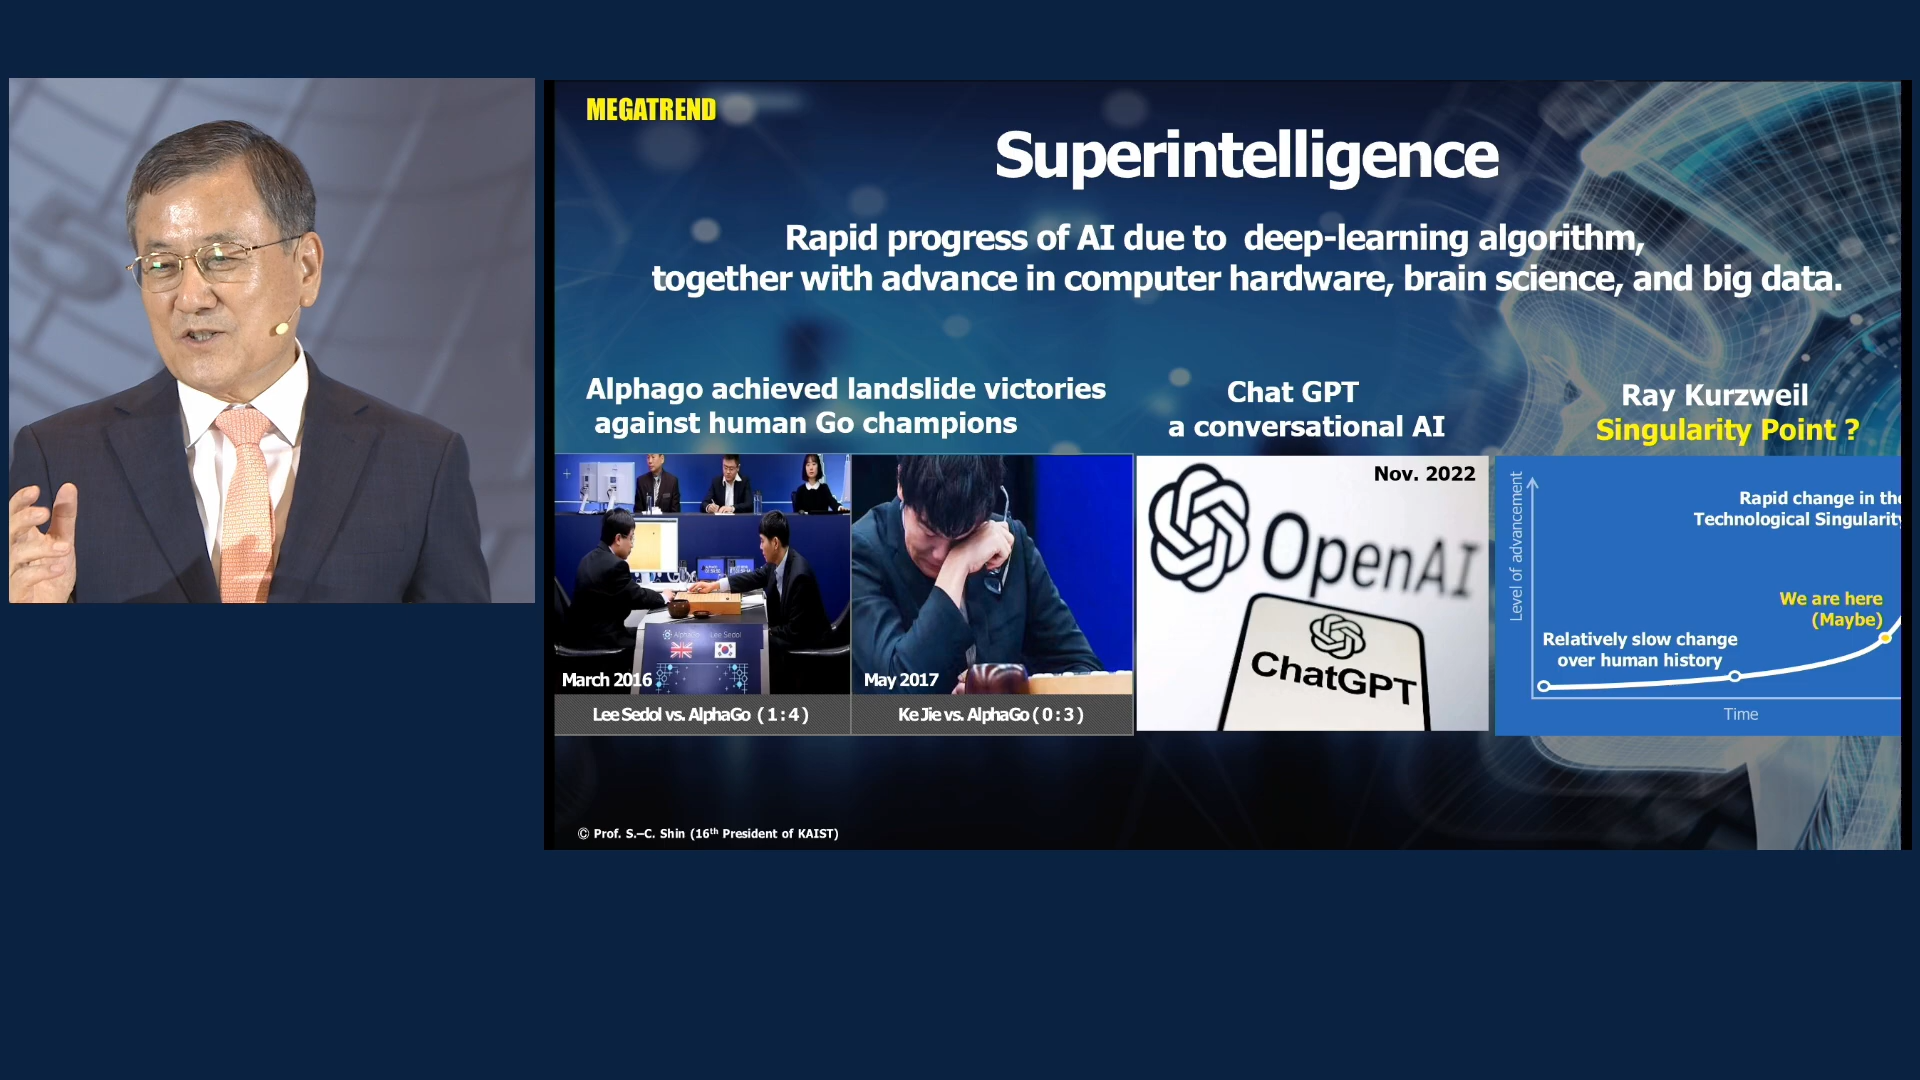 MEGATREND
Superintelligence
Rapid progress of AI due to deep-learning algorithm,
together with advance in computer hardware, brain science, and big data.
Alphago achieved landslide victories
against human Go champions
Chat GPT
a conversational AI
Ray Kurzweil
Singularity Point ?
AlphaGo Lee Sedol
March 2016
Lee Sedol vs. AlphaGo (1:4)
May 2017
Ke Jie vs. AlphaGo (0:3)
Nov. 2022
OpenAI
ChatGPT
Level of advancement
Rapid change in the
Technological Singularity
We are here
(Maybe)
Relatively slow change
over human history
Time
© Prof. S.–C. Shin (16th President of KAIST)